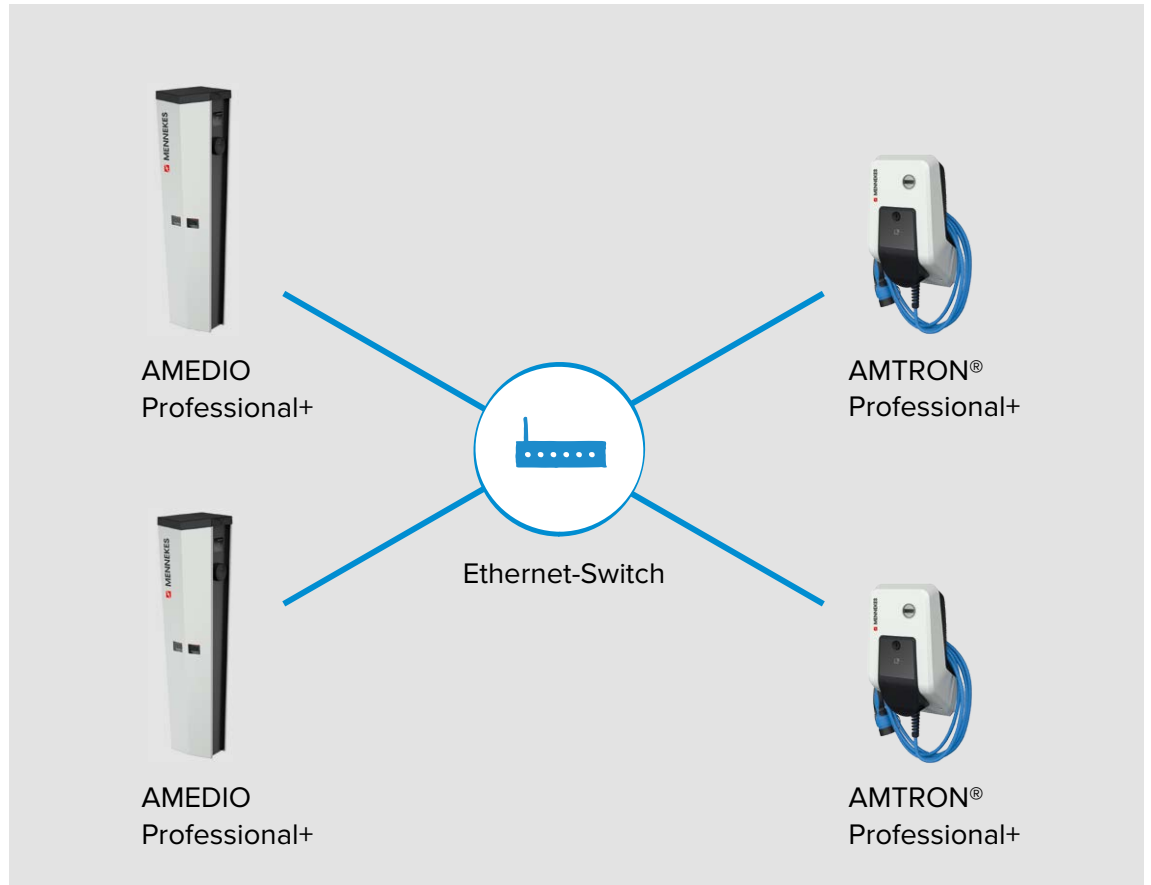 MENNEKES
AMEDIO
Professional+
MENNEKES
AMTRON®
Professional+
Ethernet-Switch
MENNEKES
AMEDIO
Professional+
MENNEKES
AMTRON®
Professional+